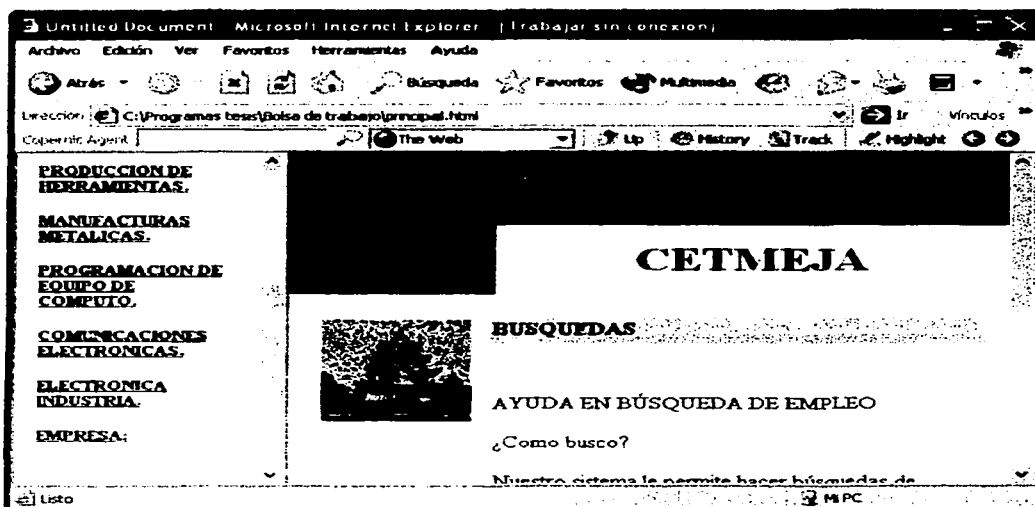 Untitled Document Microsoft Internet Explorer [Trabajar sin conexion]
Archivo Edición Ver Favoritos Herramientas Ayuda
Atrás Búsqueda Favoritos Multimedia
Dirección C:\Programas tesis\Bolsa de trabajo\principal.html Ir Vínculos
Copernic Agent The Web Up History Track Highlight
PRODUCCION DE
HERRAMIENTAS.
MANUFACTURAS
METALICAS.
PROGRAMACION DE
EQUIPO DE
COMPUTO.
COMUNICACIONES
ELECTRONICAS.
ELECTRONICA
INDUSTRIA.
EMPRESA:
CETMEJA
BUSQUEDAS
AYUDA EN BÚSQUEDA DE EMPLEO
¿Como busco?
Nuestro sistema le permite hacer búsquedas de
Listo Mi PC